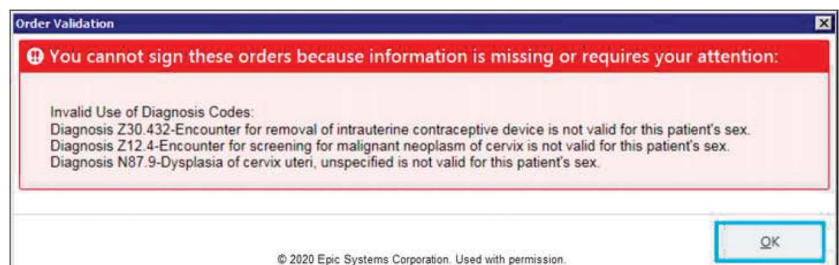 Order Validation
You cannot sign these orders because information is missing or requires your attention:
Invalid Use of Diagnosis Codes:
Diagnosis Z30.432-Encounter for removal of intrauterine contraceptive device is not valid for this patient's sex.
Diagnosis Z12.4-Encounter for screening for malignant neoplasm of cervix is not valid for this patient's sex.
Diagnosis N87.9-Dysplasia of cervix uteri, unspecified is not valid for this patient's sex.
OK
© 2020 Epic Systems Corporation. Used with permission.